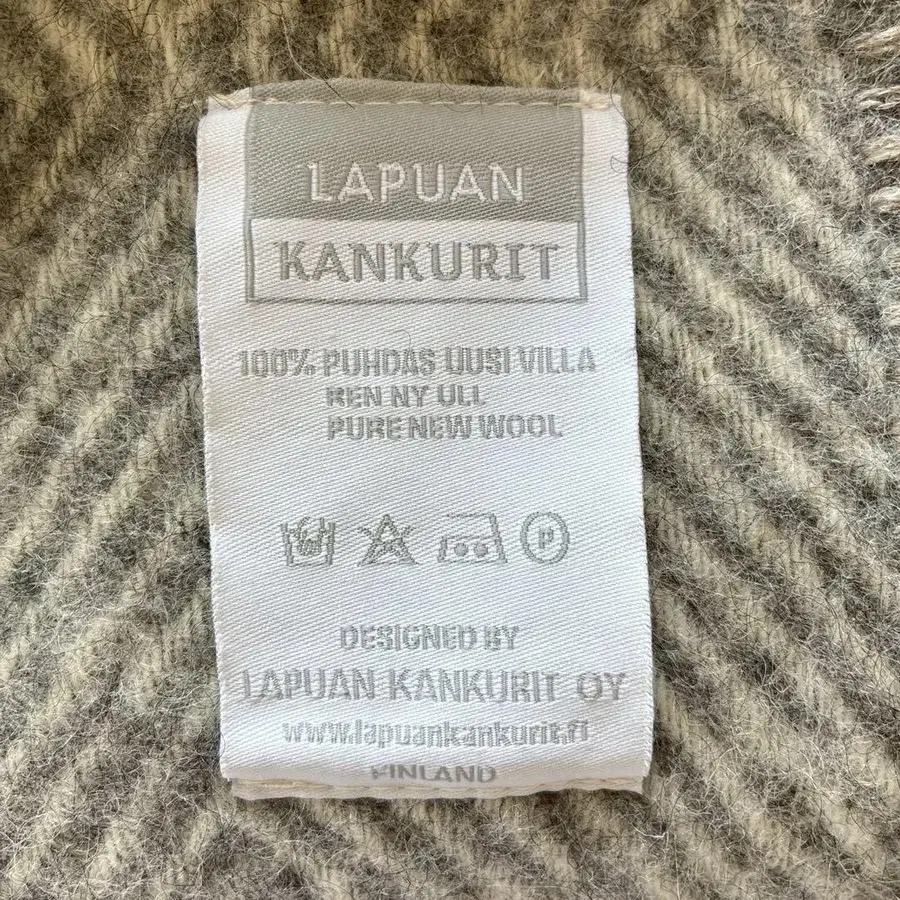 LAPUAN
KANKURIT
100% PUHDAS UUSI VILLA
REN NY ULL
PURE NEW WOOL
P
DESIGNED BY
LAPUAN KANKURIT OY
www.lapuankankurit.fi
FINLAND